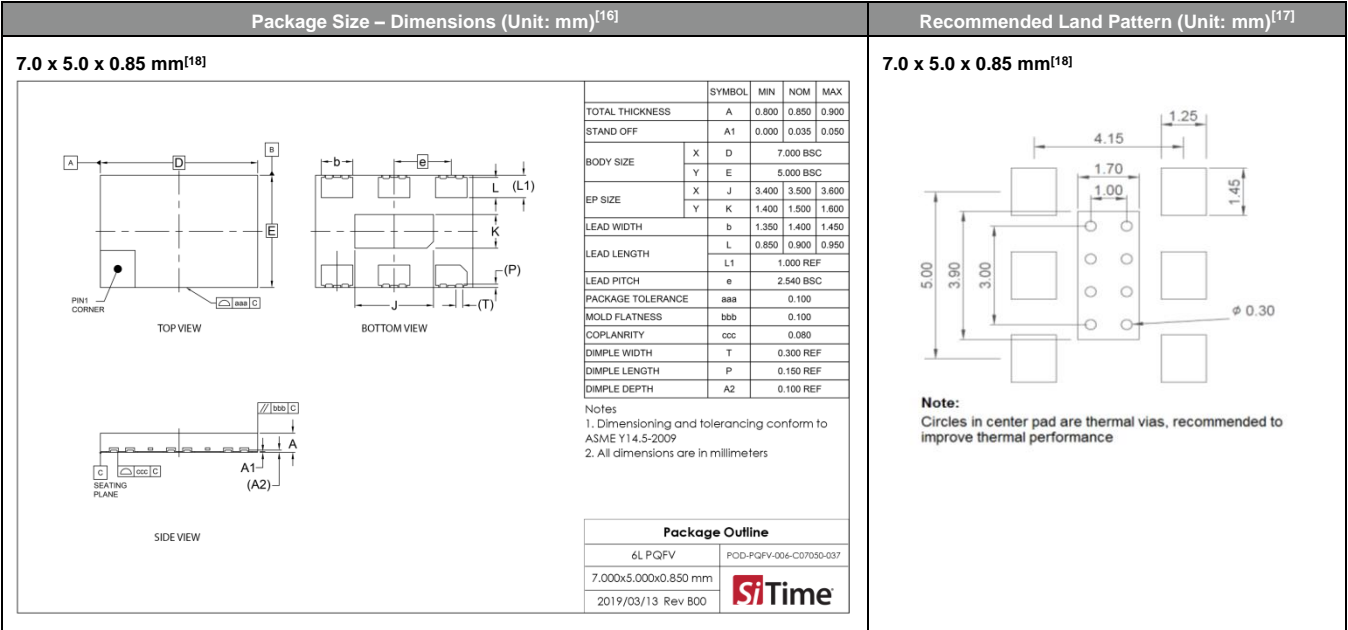 Package Size – Dimensions (Unit: mm)[16]
Recommended Land Pattern (Unit: mm)[17]
7.0 x 5.0 x 0.85 mm[18]
A
D
B
E
PIN1
CORNER
aaa C
TOP VIEW
b
e
L
(L1)
K
(P)
J
(T)
BOTTOM VIEW
// bbb C
A
A1
(A2)
C
ccc C
SEATING
PLANE
SIDE VIEW
SYMBOL MIN NOM MAX
TOTAL THICKNESS A 0.800 0.850 0.900
STAND OFF A1 0.000 0.035 0.050
BODY SIZE X D 7.000 BSC
Y E 5.000 BSC
EP SIZE X J 3.400 3.500 3.600
Y K 1.400 1.500 1.600
LEAD WIDTH b 1.350 1.400 1.450
LEAD LENGTH L 0.850 0.900 0.950
L1 1.000 REF
LEAD PITCH e 2.540 BSC
PACKAGE TOLERANCE aaa 0.100
MOLD FLATNESS bbb 0.100
COPLANRITY ccc 0.080
DIMPLE WIDTH T 0.300 REF
DIMPLE LENGTH P 0.150 REF
DIMPLE DEPTH A2 0.100 REF
Notes
1. Dimensioning and tolerancing conform to
ASME Y14.5-2009
2. All dimensions are in millimeters
Package Outline
6L PQFV
POD-PQFV-006-C07050-037
7.000x5.000x0.850 mm
2019/03/13 Rev B00
SiTime
7.0 x 5.0 x 0.85 mm[18]
1.25
4.15
1.70
1.00
1.45
5.00
3.90
3.00
ø 0.30
Note:
Circles in center pad are thermal vias, recommended to
improve thermal performance